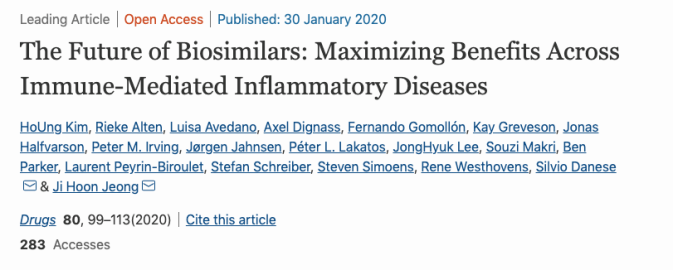 Leading Article | Open Access | Published: 30 January 2020
The Future of Biosimilars: Maximizing Benefits Across
Immune-Mediated Inflammatory Diseases
HoUng Kim, Rieke Alten, Luisa Avedano, Axel Dignass, Fernando Gomollón, Kay Greveson, Jonas
Halfvarson, Peter M. Irving, Jørgen Jahnsen, Péter L. Lakatos, JongHyuk Lee, Souzi Makri, Ben
Parker, Laurent Peyrin-Biroulet, Stefan Schreiber, Steven Simoens, Rene Westhovens, Silvio Danese
& Ji Hoon Jeong
Drugs 80, 99–113(2020) | Cite this article
283 Accesses